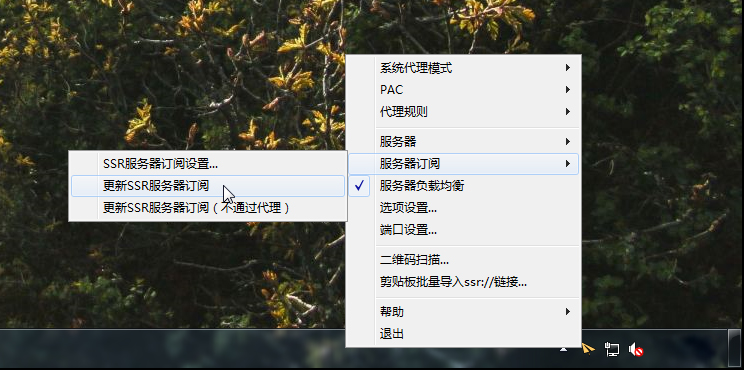 系统代理模式
PAC
代理规则
服务器
服务器订阅
服务器负载均衡
选项设置...
端口设置...
二维码扫描...
剪贴板批量导入ssr://链接...
帮助
退出
SSR服务器订阅设置...
更新SSR服务器订阅
更新SSR服务器订阅（不通过代理）